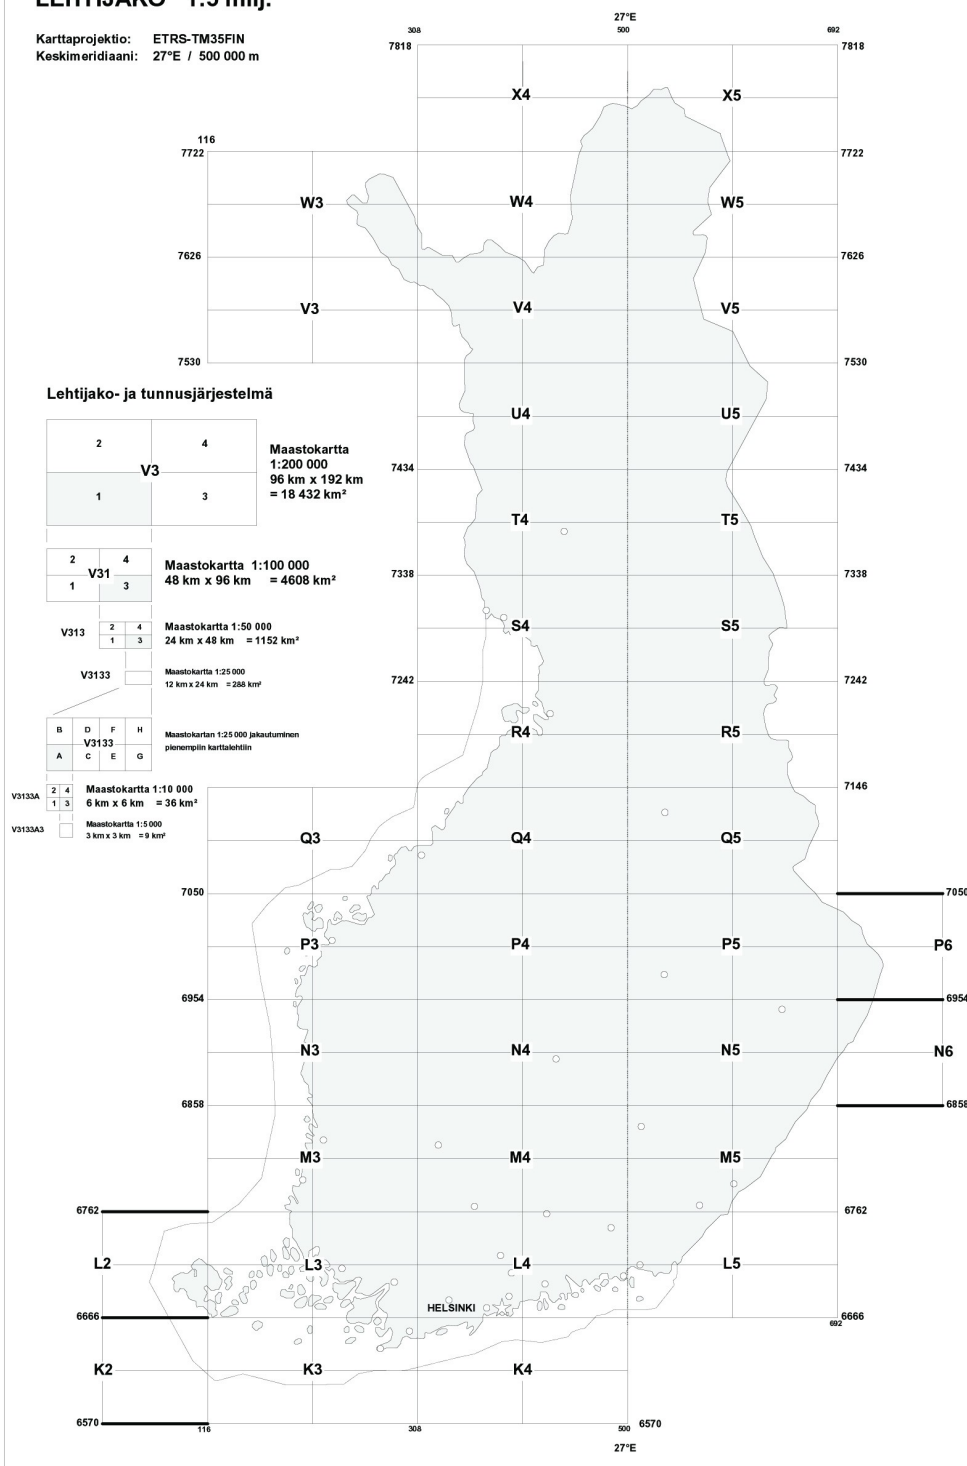 LEHTIJAKO 1:5 milj.
Karttaprojektio: ETRS-TM35FIN
Keskimeridiaani: 27°E / 500 000 m
27°E
308 500 692
7818 7818
X4 X5
116
7722 7722
W3 W4 W5
7626 7626
V3 V4 V5
7530 7530
Lehtijako- ja tunnusjärjestelmä
2 4
V3
1 3
Maastokartta
1:200 000
96 km x 192 km
= 18 432 km²
U4 U5
7434 7434
T4 T5
2 4
V31
1 3
Maastokartta 1:100 000
48 km x 96 km = 4608 km²
7338 7338
V313
2 4
1 3
Maastokartta 1:50 000
24 km x 48 km = 1152 km²
S4 S5
V3133
Maastokartta 1:25 000
12 km x 24 km = 288 km²
7242 7242
B D F H
V3133
A C E G
Maastokartan 1:25 000 jakautuminen
pienempiin karttalehtiin
R4 R5
V3133A
2 4
1 3
Maastokartta 1:10 000
6 km x 6 km = 36 km²
7146
V3133A3
Maastokartta 1:5 000
3 km x 3 km = 9 km²
Q3 Q4 Q5
7050 7050
P3 P4 P5 P6
6954 6954
N3 N4 N5 N6
6858 6858
M3 M4 M5
6762 6762
L2 L3 L4 L5
HELSINKI
6666 6666
692
K2 K3 K4
6570 6570
116 308 500
27°E